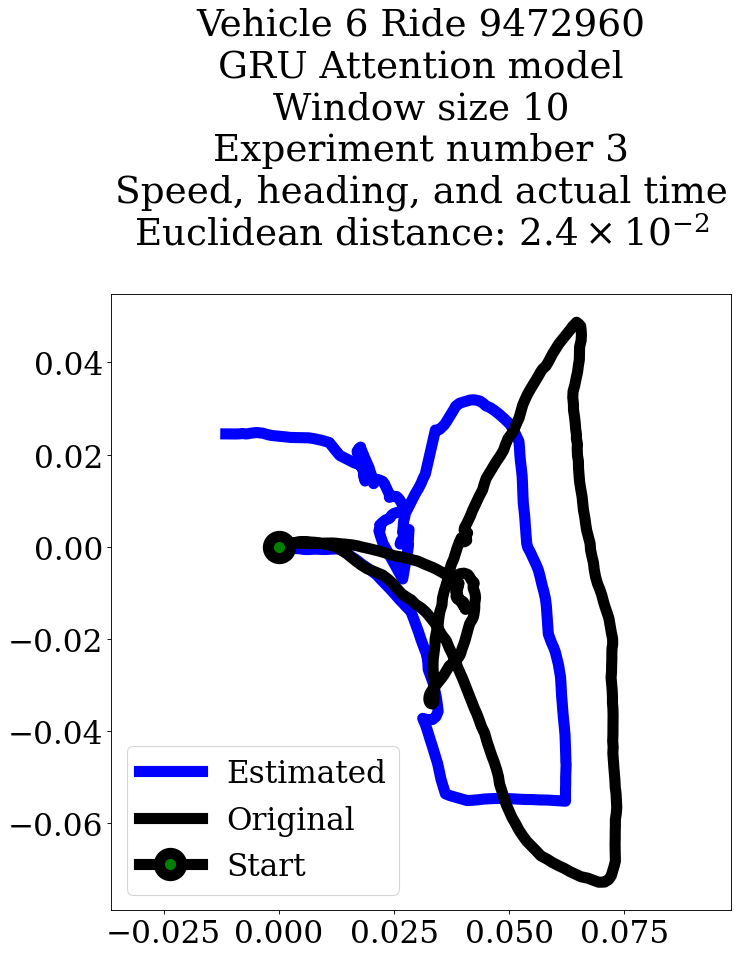 Vehicle 6 Ride 9472960
GRU Attention model
Window size 10
Experiment number 3
Speed, heading, and actual time
Euclidean distance: 2.4 × 10⁻²
0.04
0.02
0.00
−0.02
−0.04
−0.06
Estimated
Original
Start
−0.025 0.000 0.025 0.050 0.075